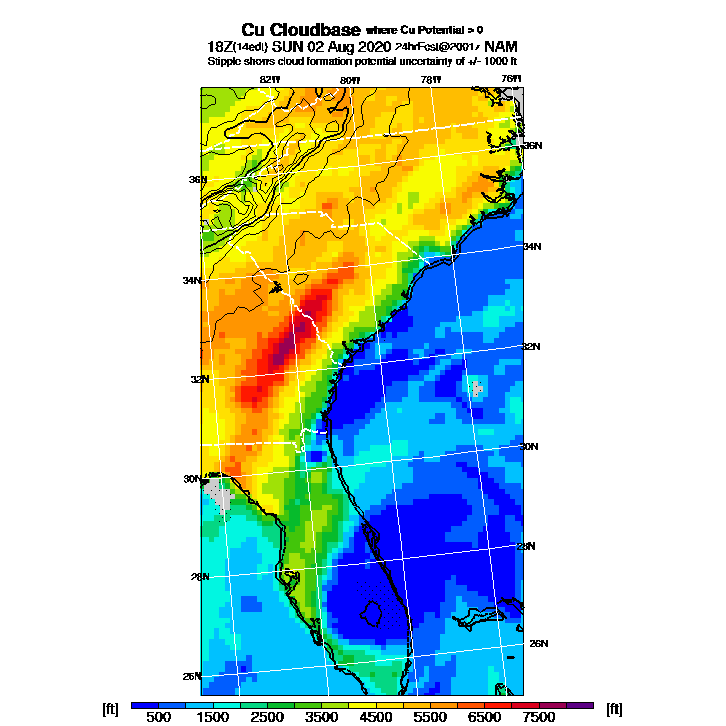 Cu Cloudbase where Cu Potential > 0
18Z(14edt) SUN 02 Aug 2020 24hrFcst@2001z NAM
Stipple shows cloud formation potential uncertainty of +/- 1000 ft
82W 80W 78W 76W
36N
36N
34N
34N
32N
32N
30N
30N
28N
28N
26N
26N
[ft] [ft]
500 1500 2500 3500 4500 5500 6500 7500